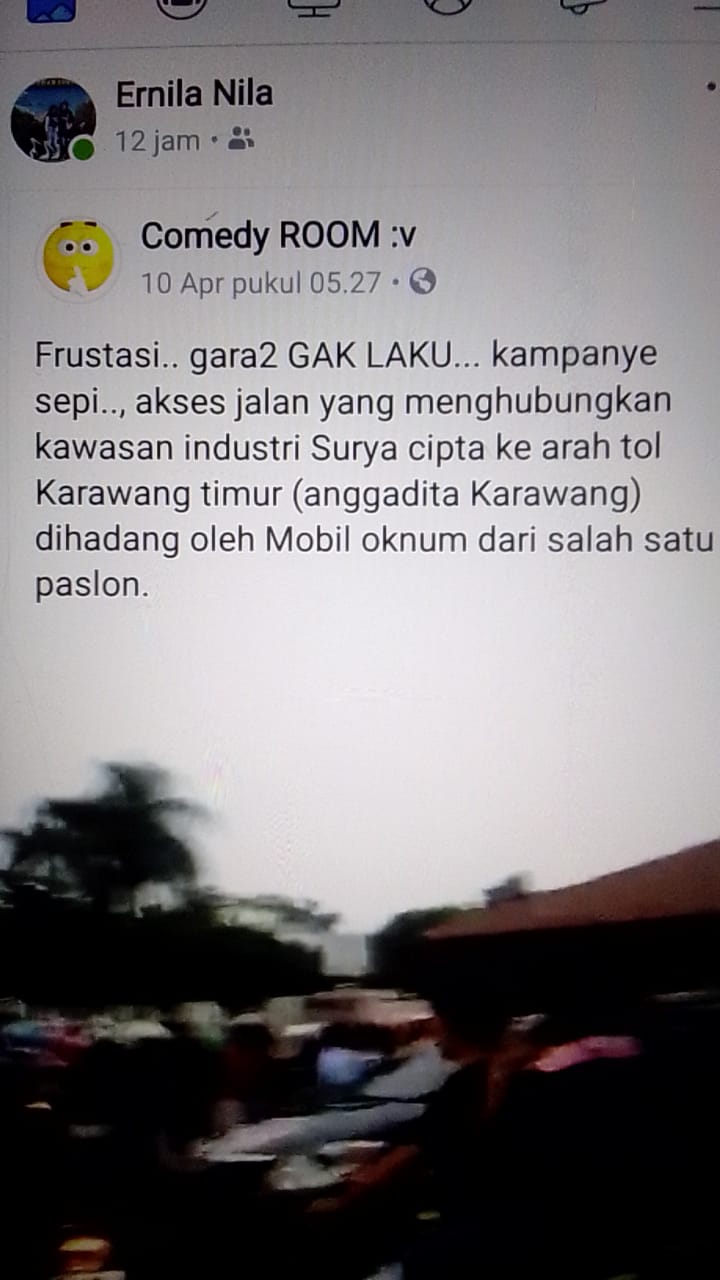 Ernila Nila
12 jam ·
Comedy ROOM :v
10 Apr pukul 05.27 ·
Frustasi.. gara2 GAK LAKU... kampanye
sepi.., akses jalan yang menghubungkan
kawasan industri Surya cipta ke arah tol
Karawang timur (anggadita Karawang)
dihadang oleh Mobil oknum dari salah satu
paslon.